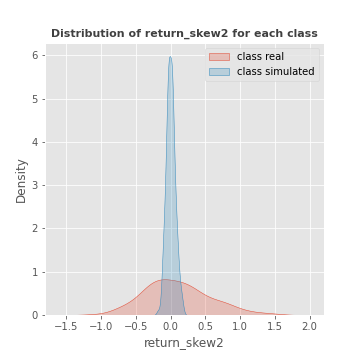 Distribution of return_skew2 for each class
class real
class simulated
Density
6
5
4
3
2
1
0
−1.5 −1.0 −0.5 0.0 0.5 1.0 1.5 2.0
return_skew2